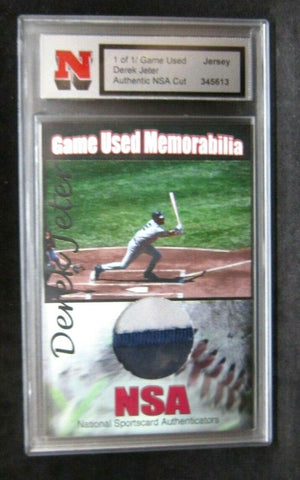 N
1 of 1/ Game Used Jersey
Derek Jeter
Authentic NSA Cut 345613
Game Used Memorabilia
Derek Jeter
NSA
National Sportscard Authenticators